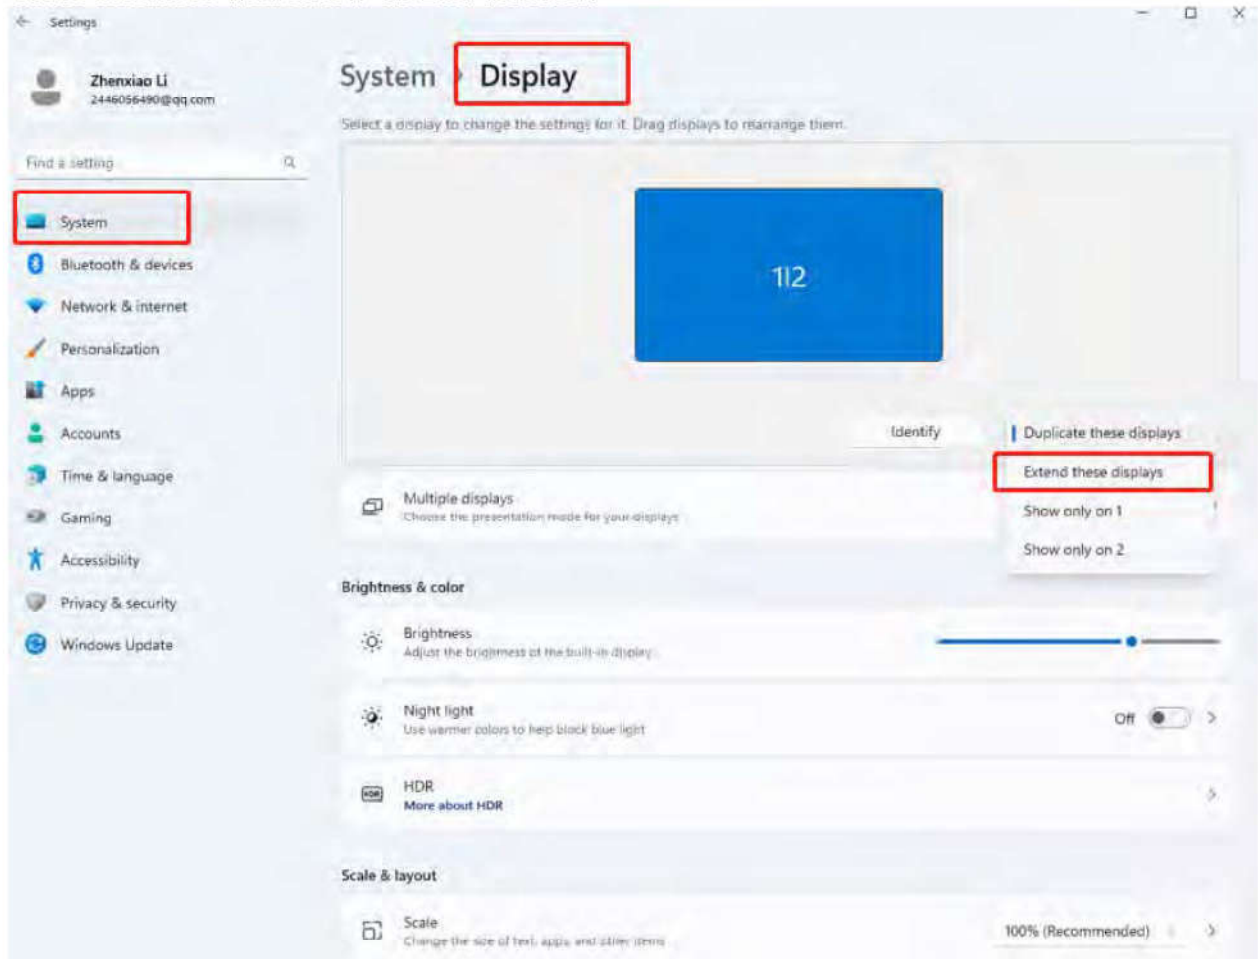 Settings
Zhenxiao Li
2446056490@qq.com
Find a setting
System
Bluetooth & devices
Network & internet
Personalization
Apps
Accounts
Time & language
Gaming
Accessibility
Privacy & security
Windows Update
System › Display
Select a display to change the settings for it. Drag displays to rearrange them.
1|2
Identify
Duplicate these displays
Extend these displays
Show only on 1
Show only on 2
Multiple displays
Choose the presentation mode for your displays
Brightness & color
Brightness
Adjust the brightness of the built-in display
Night light
Use warmer colors to help block blue light
Off
HDR
HDR
More about HDR
Scale & layout
Scale
Change the size of text, apps, and other items
100% (Recommended)